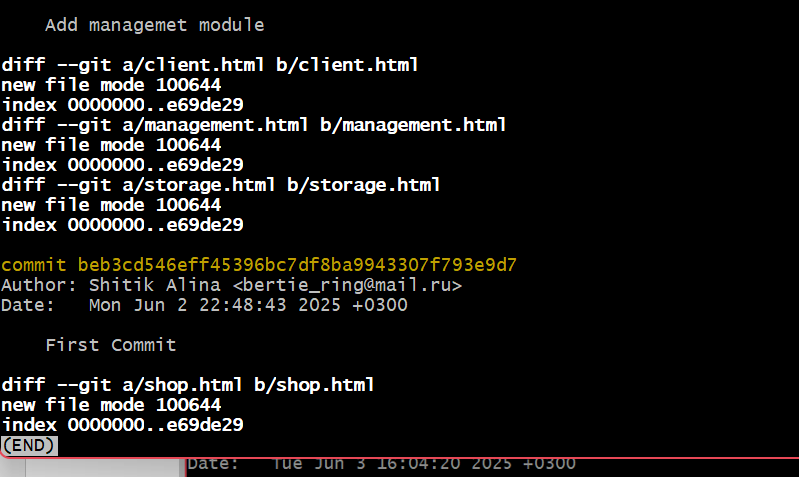 Add managemet module
diff --git a/client.html b/client.html
new file mode 100644
index 0000000..e69de29
diff --git a/management.html b/management.html
new file mode 100644
index 0000000..e69de29
diff --git a/storage.html b/storage.html
new file mode 100644
index 0000000..e69de29
commit beb3cd546eff45396bc7df8ba9943307f793e9d7
Author: Shitik Alina <bertie_ring@mail.ru>
Date:   Mon Jun 2 22:48:43 2025 +0300
First Commit
diff --git a/shop.html b/shop.html
new file mode 100644
index 0000000..e69de29
(END)
Date:   Tue Jun 3 16:04:20 2025 +0300